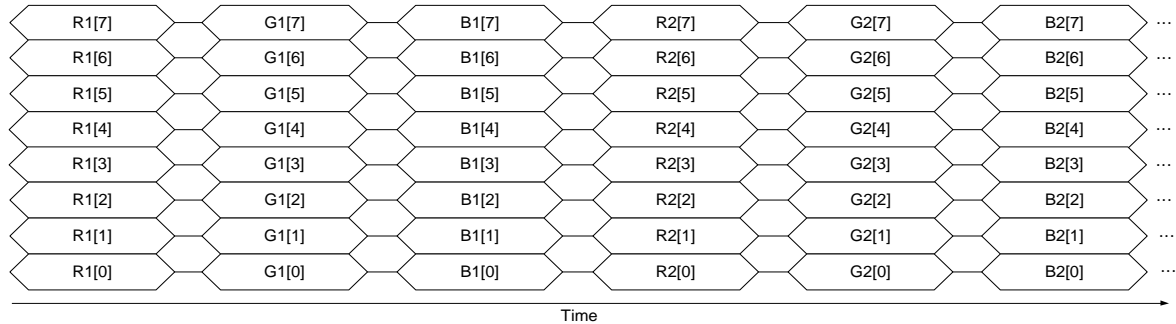 R1[7] G1[7] B1[7] R2[7] G2[7] B2[7] ...
R1[6] G1[6] B1[6] R2[6] G2[6] B2[6] ...
R1[5] G1[5] B1[5] R2[5] G2[5] B2[5] ...
R1[4] G1[4] B1[4] R2[4] G2[4] B2[4] ...
R1[3] G1[3] B1[3] R2[3] G2[3] B2[3] ...
R1[2] G1[2] B1[2] R2[2] G2[2] B2[2] ...
R1[1] G1[1] B1[1] R2[1] G2[1] B2[1] ...
R1[0] G1[0] B1[0] R2[0] G2[0] B2[0] ...
Time